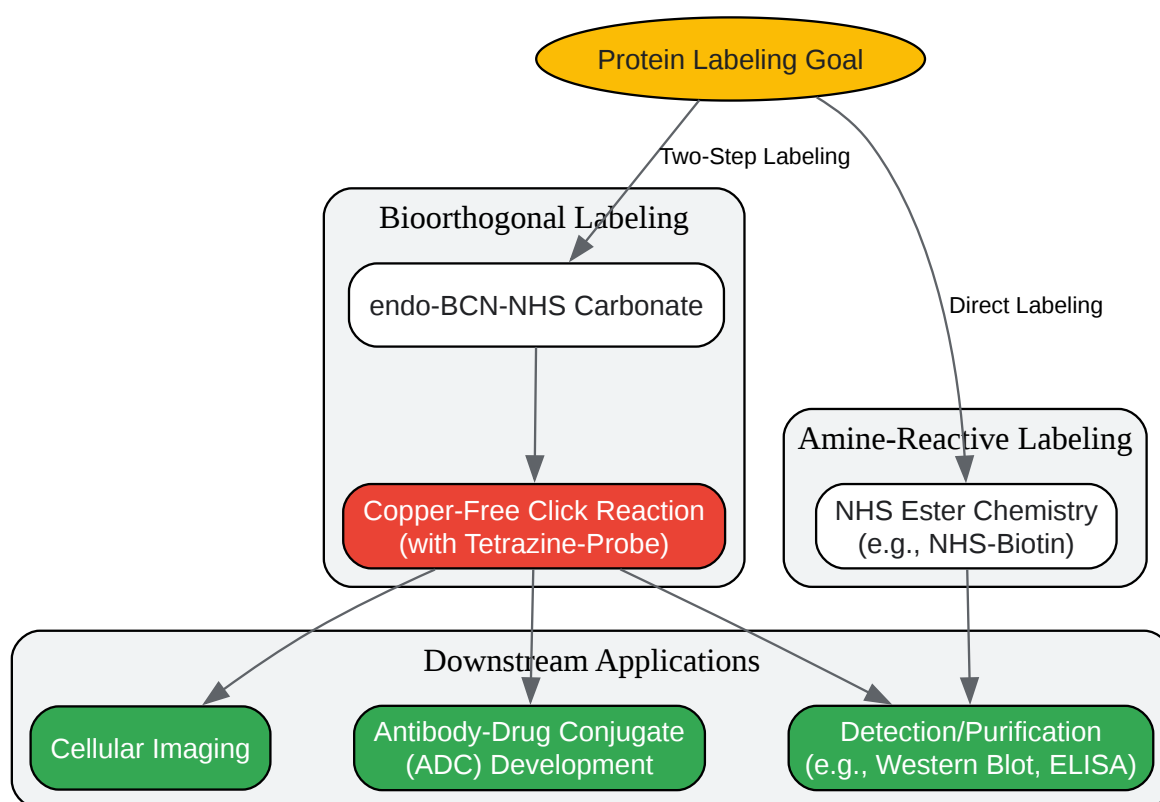 Protein Labeling Goal
Two-Step Labeling
Bioorthogonal Labeling
endo-BCN-NHS Carbonate
Direct Labeling
Amine-Reactive Labeling
Copper-Free Click Reaction
(with Tetrazine-Probe)
NHS Ester Chemistry
(e.g., NHS-Biotin)
Downstream Applications
Cellular Imaging
Antibody-Drug Conjugate
(ADC) Development
Detection/Purification
(e.g., Western Blot, ELISA)